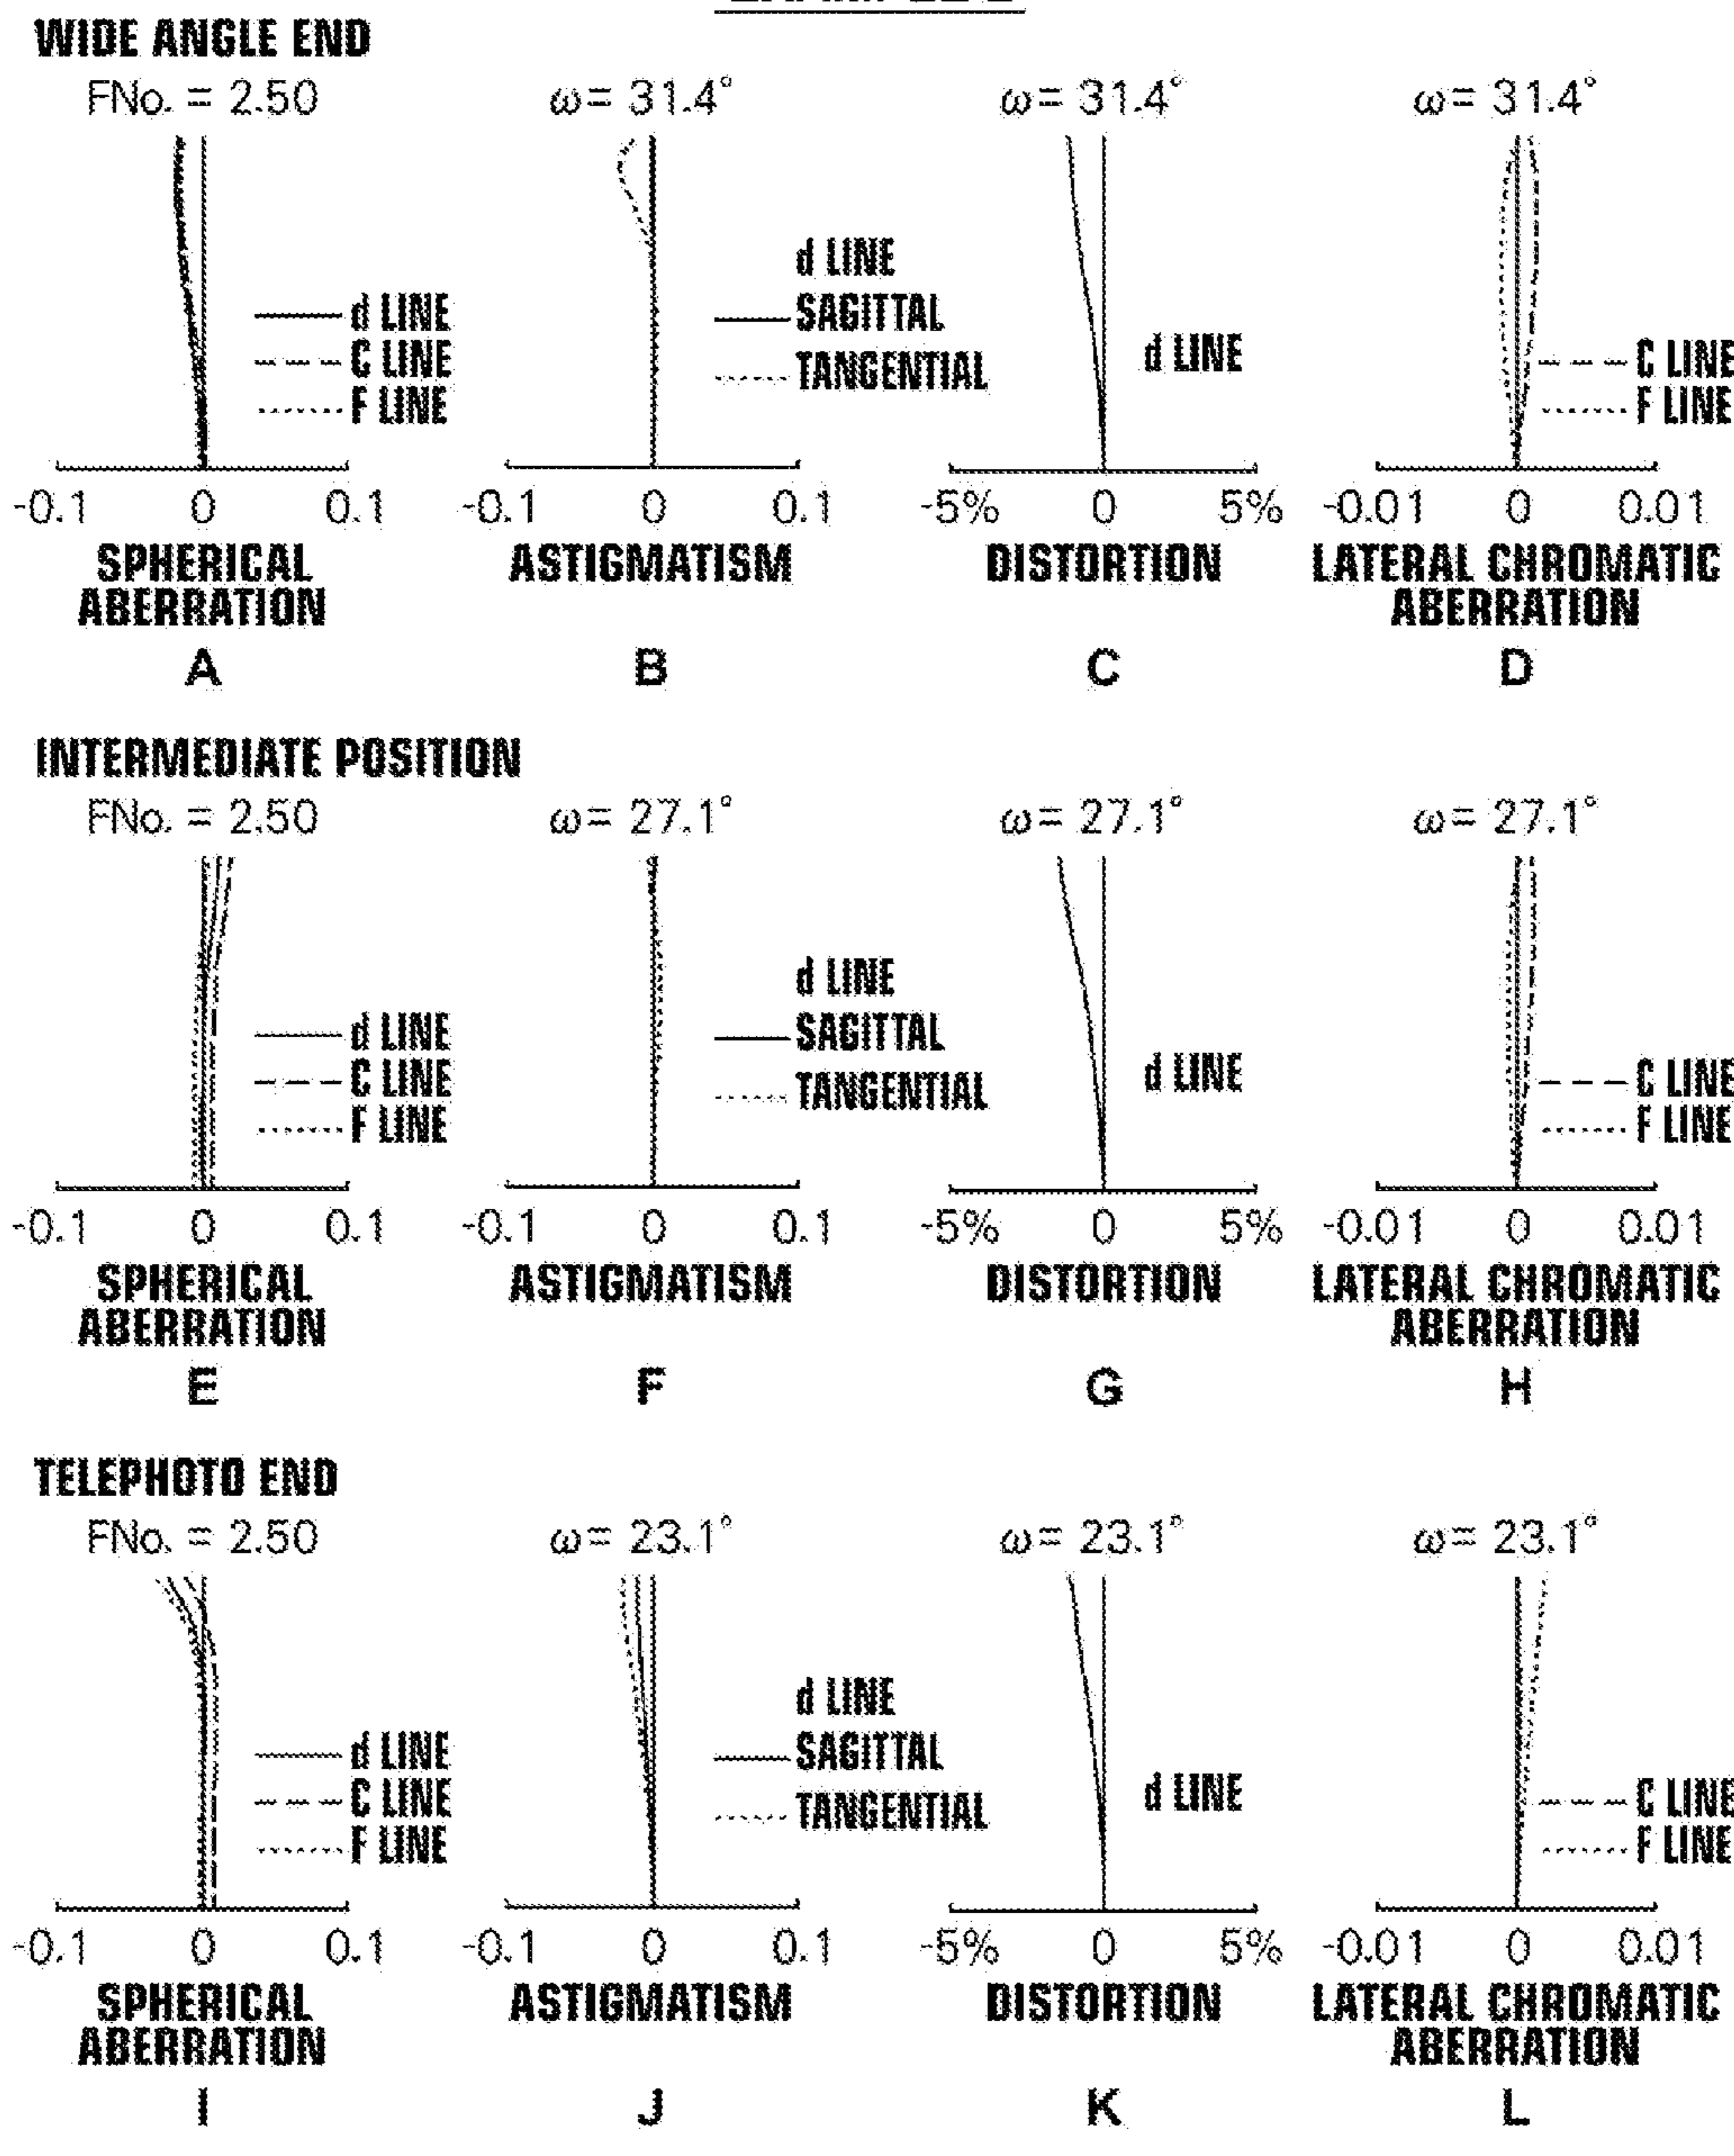 WIDE ANGLE END
FNo. = 2.50
ω= 31.4°
ω= 31.4°
ω= 31.4°
d LINE
C LINE
F LINE
d LINE
SAGITTAL
TANGENTIAL
d LINE
C LINE
F LINE
-0.1 0 0.1
-0.1 0 0.1
-5% 0 5%
-0.01 0 0.01
SPHERICAL
ABERRATION
ASTIGMATISM
DISTORTION
LATERAL CHROMATIC
ABERRATION
A
B
C
D
INTERMEDIATE POSITION
FNo. = 2.50
ω= 27.1°
ω= 27.1°
ω= 27.1°
d LINE
C LINE
F LINE
d LINE
SAGITTAL
TANGENTIAL
d LINE
C LINE
F LINE
-0.1 0 0.1
-0.1 0 0.1
-5% 0 5%
-0.01 0 0.01
SPHERICAL
ABERRATION
ASTIGMATISM
DISTORTION
LATERAL CHROMATIC
ABERRATION
E
F
G
H
TELEPHOTO END
FNo. = 2.50
ω= 23.1°
ω= 23.1°
ω= 23.1°
d LINE
C LINE
F LINE
d LINE
SAGITTAL
TANGENTIAL
d LINE
C LINE
F LINE
-0.1 0 0.1
-0.1 0 0.1
-5% 0 5%
-0.01 0 0.01
SPHERICAL
ABERRATION
ASTIGMATISM
DISTORTION
LATERAL CHROMATIC
ABERRATION
I
J
K
L